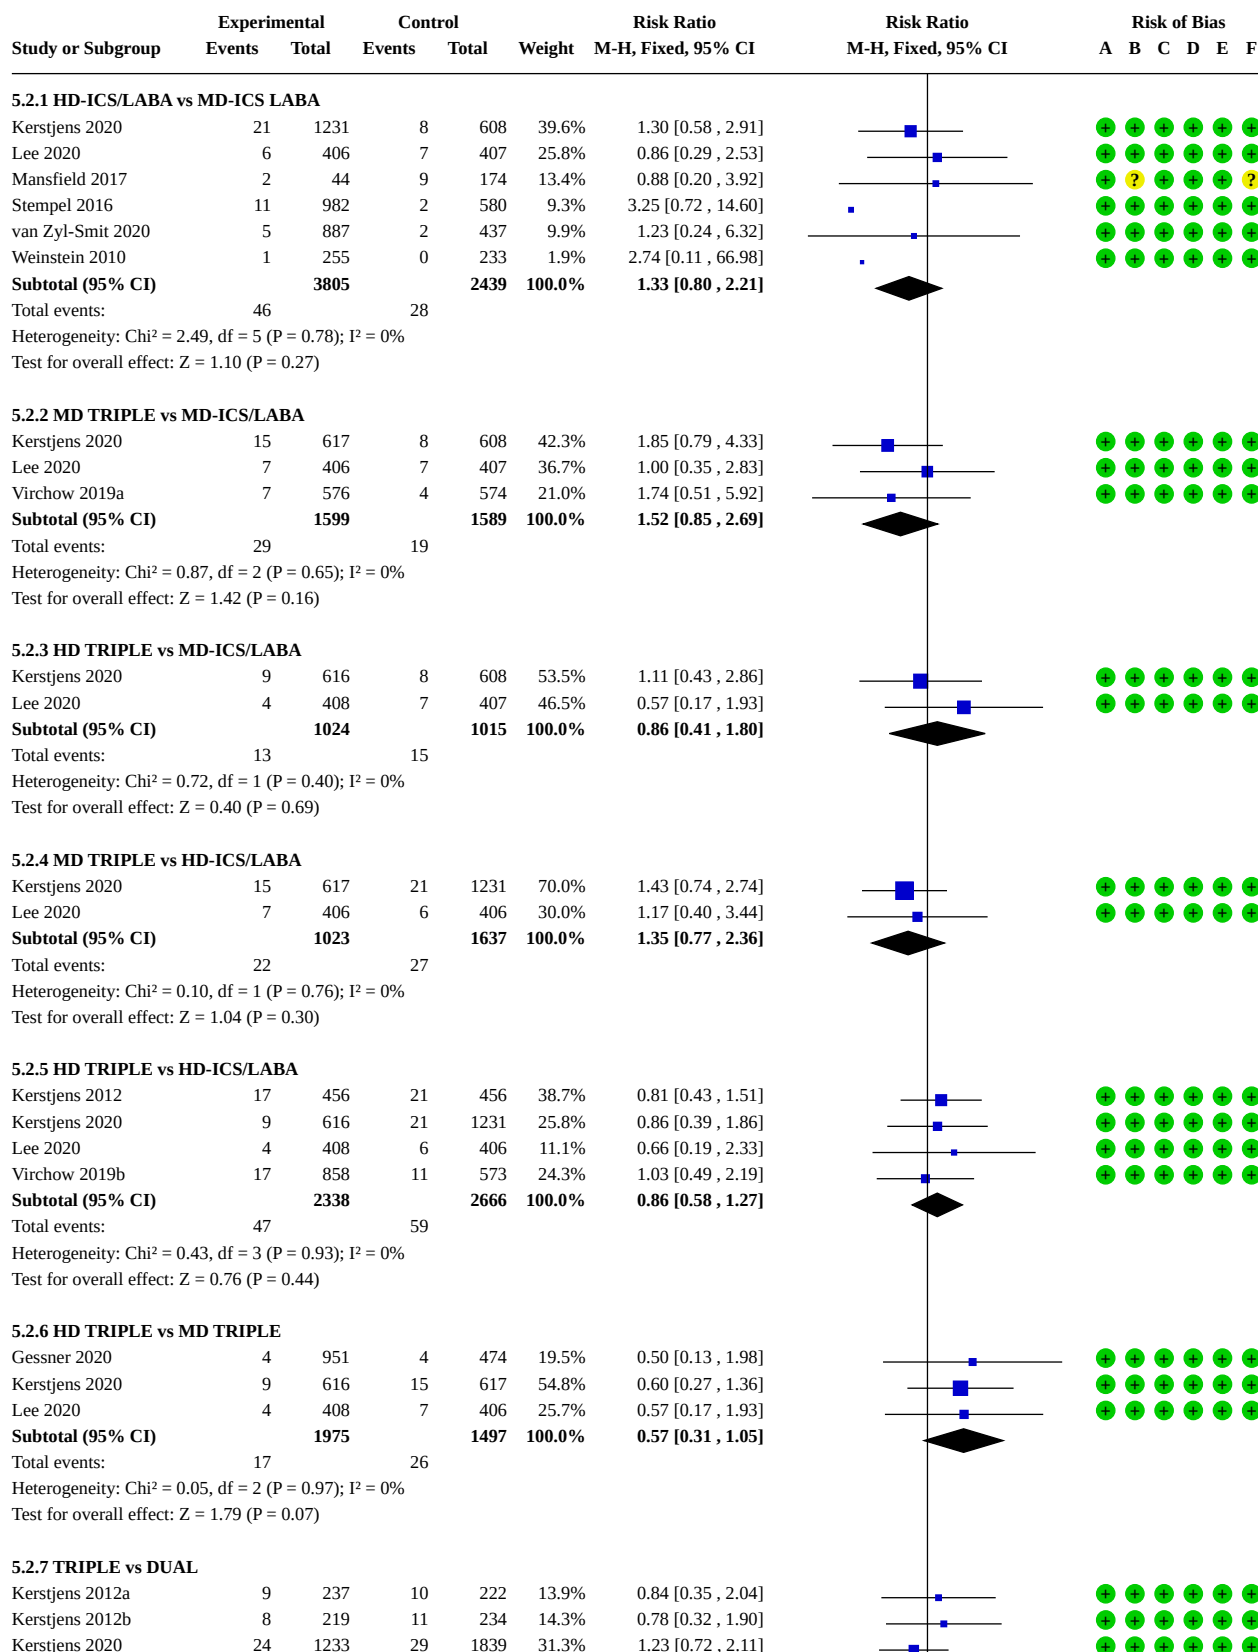 Experimental Control Risk Ratio Risk Ratio Risk of Bias
Study or Subgroup Events Total Events Total Weight M-H, Fixed, 95% CI M-H, Fixed, 95% CI A B C D E F
5.2.1 HD-ICS/LABA vs MD-ICS LABA
Kerstjens 2020 21 1231 8 608 39.6% 1.30 [0.58 , 2.91] + + + + + +
Lee 2020 6 406 7 407 25.8% 0.86 [0.29 , 2.53] + + + + + +
Mansfield 2017 2 44 9 174 13.4% 0.88 [0.20 , 3.92] + ? + + + ?
Stempel 2016 11 982 2 580 9.3% 3.25 [0.72 , 14.60] + + + + + +
van Zyl-Smit 2020 5 887 2 437 9.9% 1.23 [0.24 , 6.32] + + + + + +
Weinstein 2010 1 255 0 233 1.9% 2.74 [0.11 , 66.98] + + + + + +
Subtotal (95% CI) 3805 2439 100.0% 1.33 [0.80 , 2.21]
Total events: 46 28
Heterogeneity: Chi² = 2.49, df = 5 (P = 0.78); I² = 0%
Test for overall effect: Z = 1.10 (P = 0.27)
5.2.2 MD TRIPLE vs MD-ICS/LABA
Kerstjens 2020 15 617 8 608 42.3% 1.85 [0.79 , 4.33] + + + + + +
Lee 2020 7 406 7 407 36.7% 1.00 [0.35 , 2.83] + + + + + +
Virchow 2019a 7 576 4 574 21.0% 1.74 [0.51 , 5.92] + + + + + +
Subtotal (95% CI) 1599 1589 100.0% 1.52 [0.85 , 2.69]
Total events: 29 19
Heterogeneity: Chi² = 0.87, df = 2 (P = 0.65); I² = 0%
Test for overall effect: Z = 1.42 (P = 0.16)
5.2.3 HD TRIPLE vs MD-ICS/LABA
Kerstjens 2020 9 616 8 608 53.5% 1.11 [0.43 , 2.86] + + + + + +
Lee 2020 4 408 7 407 46.5% 0.57 [0.17 , 1.93] + + + + + +
Subtotal (95% CI) 1024 1015 100.0% 0.86 [0.41 , 1.80]
Total events: 13 15
Heterogeneity: Chi² = 0.72, df = 1 (P = 0.40); I² = 0%
Test for overall effect: Z = 0.40 (P = 0.69)
5.2.4 MD TRIPLE vs HD-ICS/LABA
Kerstjens 2020 15 617 21 1231 70.0% 1.43 [0.74 , 2.74] + + + + + +
Lee 2020 7 406 6 406 30.0% 1.17 [0.40 , 3.44] + + + + + +
Subtotal (95% CI) 1023 1637 100.0% 1.35 [0.77 , 2.36]
Total events: 22 27
Heterogeneity: Chi² = 0.10, df = 1 (P = 0.76); I² = 0%
Test for overall effect: Z = 1.04 (P = 0.30)
5.2.5 HD TRIPLE vs HD-ICS/LABA
Kerstjens 2012 17 456 21 456 38.7% 0.81 [0.43 , 1.51] + + + + + +
Kerstjens 2020 9 616 21 1231 25.8% 0.86 [0.39 , 1.86] + + + + + +
Lee 2020 4 408 6 406 11.1% 0.66 [0.19 , 2.33] + + + + + +
Virchow 2019b 17 858 11 573 24.3% 1.03 [0.49 , 2.19] + + + + + +
Subtotal (95% CI) 2338 2666 100.0% 0.86 [0.58 , 1.27]
Total events: 47 59
Heterogeneity: Chi² = 0.43, df = 3 (P = 0.93); I² = 0%
Test for overall effect: Z = 0.76 (P = 0.44)
5.2.6 HD TRIPLE vs MD TRIPLE
Gessner 2020 4 951 4 474 19.5% 0.50 [0.13 , 1.98] + + + + + +
Kerstjens 2020 9 616 15 617 54.8% 0.60 [0.27 , 1.36] + + + + + +
Lee 2020 4 408 7 406 25.7% 0.57 [0.17 , 1.93] + + + + + +
Subtotal (95% CI) 1975 1497 100.0% 0.57 [0.31 , 1.05]
Total events: 17 26
Heterogeneity: Chi² = 0.05, df = 2 (P = 0.97); I² = 0%
Test for overall effect: Z = 1.79 (P = 0.07)
5.2.7 TRIPLE vs DUAL
Kerstjens 2012a 9 237 10 222 13.9% 0.84 [0.35 , 2.04] + + + + + +
Kerstjens 2012b 8 219 11 234 14.3% 0.78 [0.32 , 1.90] + + + + + +
Kerstjens 2020 24 1233 29 1839 31.3% 1.23 [0.72 , 2.11] + + + + + +